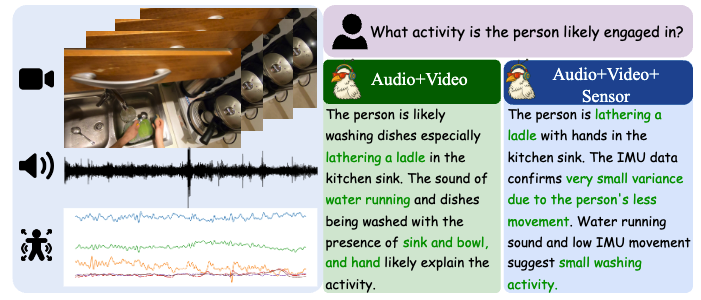 What activity is the person likely engaged in?
Audio+Video
The person is likely
washing dishes especially
lathering a ladle in the
kitchen sink. The sound of
water running and dishes
being washed with the
presence of sink and bowl,
and hand likely explain the
activity.
Audio+Video+
Sensor
The person is lathering a
ladle with hands in the
kitchen sink. The IMU data
confirms very small variance
due to the person's less
movement. Water running
sound and low IMU movement
suggest small washing
activity.